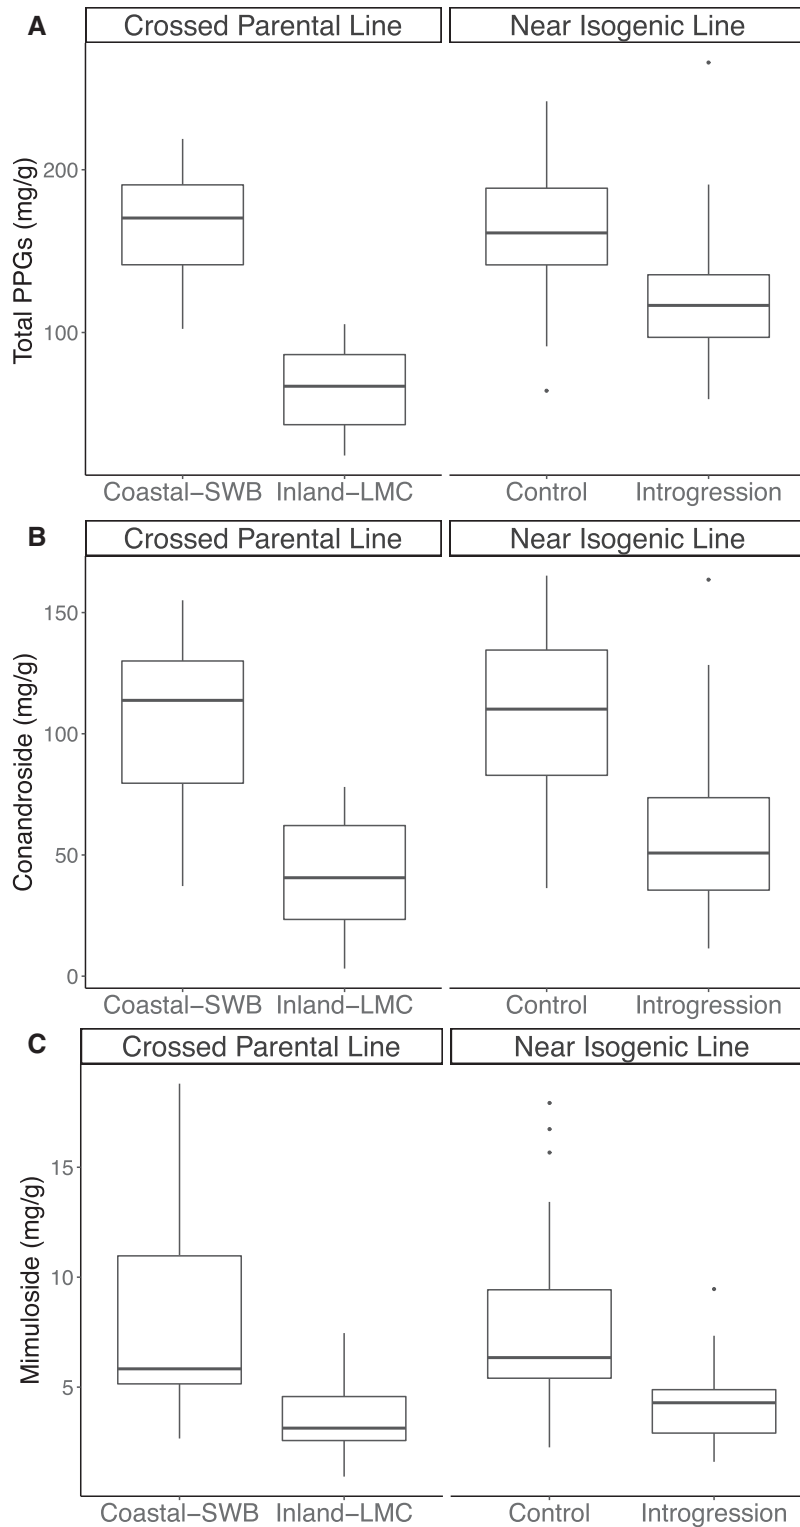 A
Crossed Parental Line Near Isogenic Line
Total PPGs (mg/g)
200
100
Coastal−SWB Inland−LMC Control Introgression
B
Crossed Parental Line Near Isogenic Line
Conandroside (mg/g)
150
100
50
0
Coastal−SWB Inland−LMC Control Introgression
C
Crossed Parental Line Near Isogenic Line
Mimuloside (mg/g)
15
10
5
Coastal−SWB Inland−LMC Control Introgression